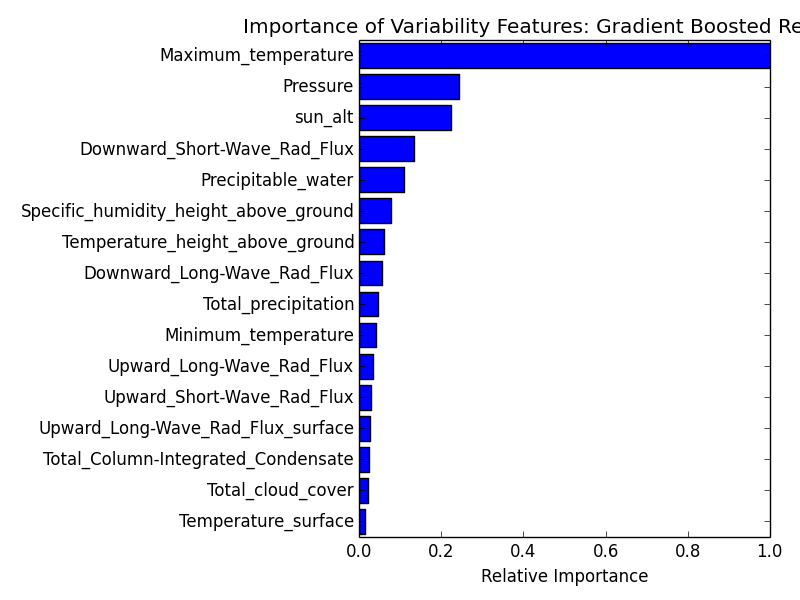 Importance of Variability Features: Gradient Boosted Re
Maximum_temperature
Pressure
sun_alt
Downward_Short-Wave_Rad_Flux
Precipitable_water
Specific_humidity_height_above_ground
Temperature_height_above_ground
Downward_Long-Wave_Rad_Flux
Total_precipitation
Minimum_temperature
Upward_Long-Wave_Rad_Flux
Upward_Short-Wave_Rad_Flux
Upward_Long-Wave_Rad_Flux_surface
Total_Column-Integrated_Condensate
Total_cloud_cover
Temperature_surface
0.0 0.2 0.4 0.6 0.8 1.0
Relative Importance